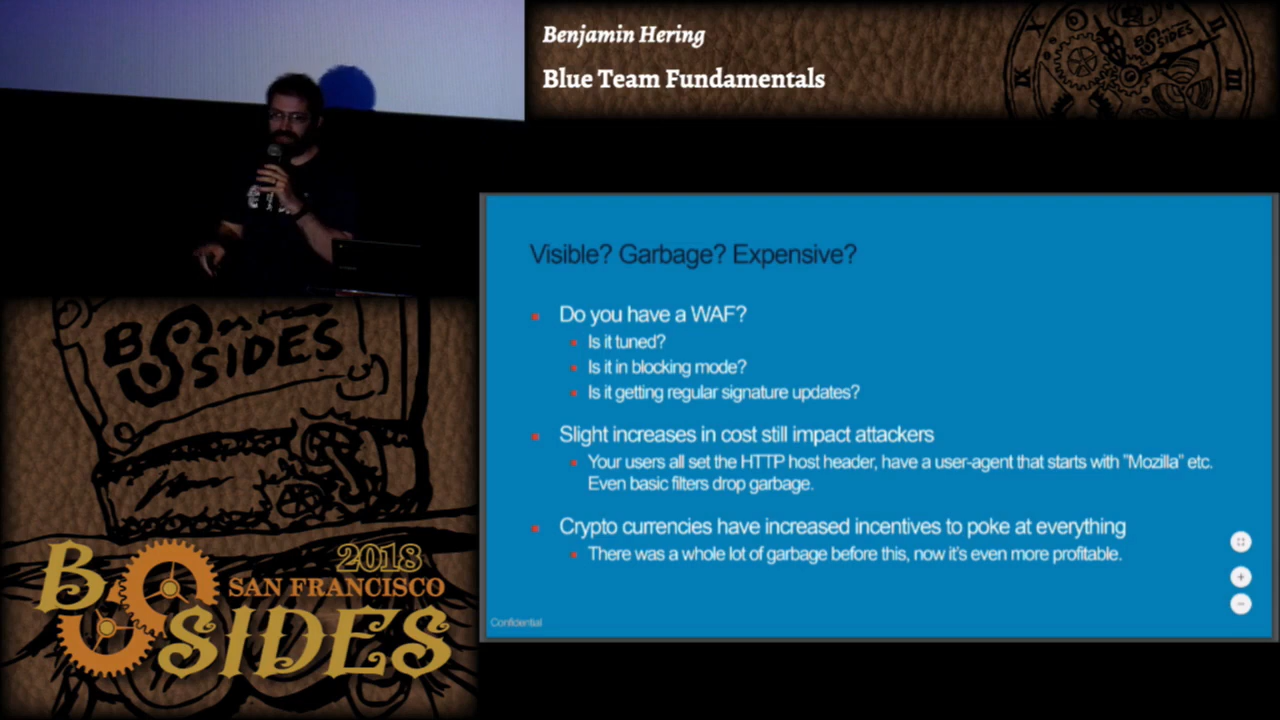 Benjamin Hering
Blue Team Fundamentals
BSIDES
Visible? Garbage? Expensive?
Do you have a WAF?
Is it tuned?
Is it in blocking mode?
Is it getting regular signature updates?
Slight increases in cost still impact attackers
Your users all set the HTTP host header, have a user-agent that starts with "Mozilla" etc.
Even basic filters drop garbage.
Crypto currencies have increased incentives to poke at everything
There was a whole lot of garbage before this, now it's even more profitable.
Confidential
BSIDES
2018
SAN FRANCISCO
BSIDES